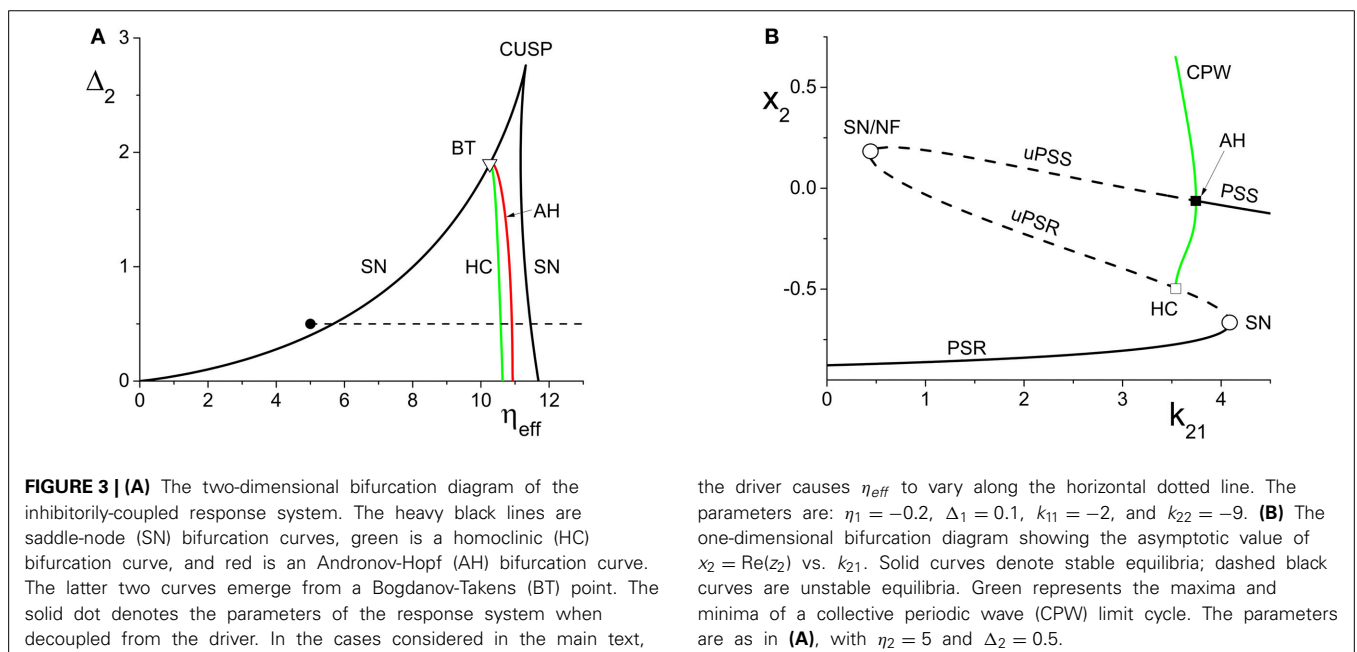 A
3
CUSP
Δ₂
2
BT
AH
1
SN
HC
SN
0
0
2
4
6
8
10
12
η_eff
B
CPW
0.5
x₂
SN/NF
AH
uPSS
0.0
PSS
uPSR
-0.5
HC
SN
PSR
0
1
2
3
4
k₂₁
FIGURE 3 | (A) The two-dimensional bifurcation diagram of the
inhibitorily-coupled response system. The heavy black lines are
saddle-node (SN) bifurcation curves, green is a homoclinic (HC)
bifurcation curve, and red is an Andronov-Hopf (AH) bifurcation curve.
The latter two curves emerge from a Bogdanov-Takens (BT) point. The
solid dot denotes the parameters of the response system when
decoupled from the driver. In the cases considered in the main text,
the driver causes η_eff to vary along the horizontal dotted line. The
parameters are: η₁ = −0.2, Δ₁ = 0.1, k₁₁ = −2, and k₂₂ = −9. (B) The
one-dimensional bifurcation diagram showing the asymptotic value of
x₂ = Re(z₂) vs. k₂₁. Solid curves denote stable equilibria; dashed black
curves are unstable equilibria. Green represents the maxima and
minima of a collective periodic wave (CPW) limit cycle. The parameters
are as in (A), with η₂ = 5 and Δ₂ = 0.5.